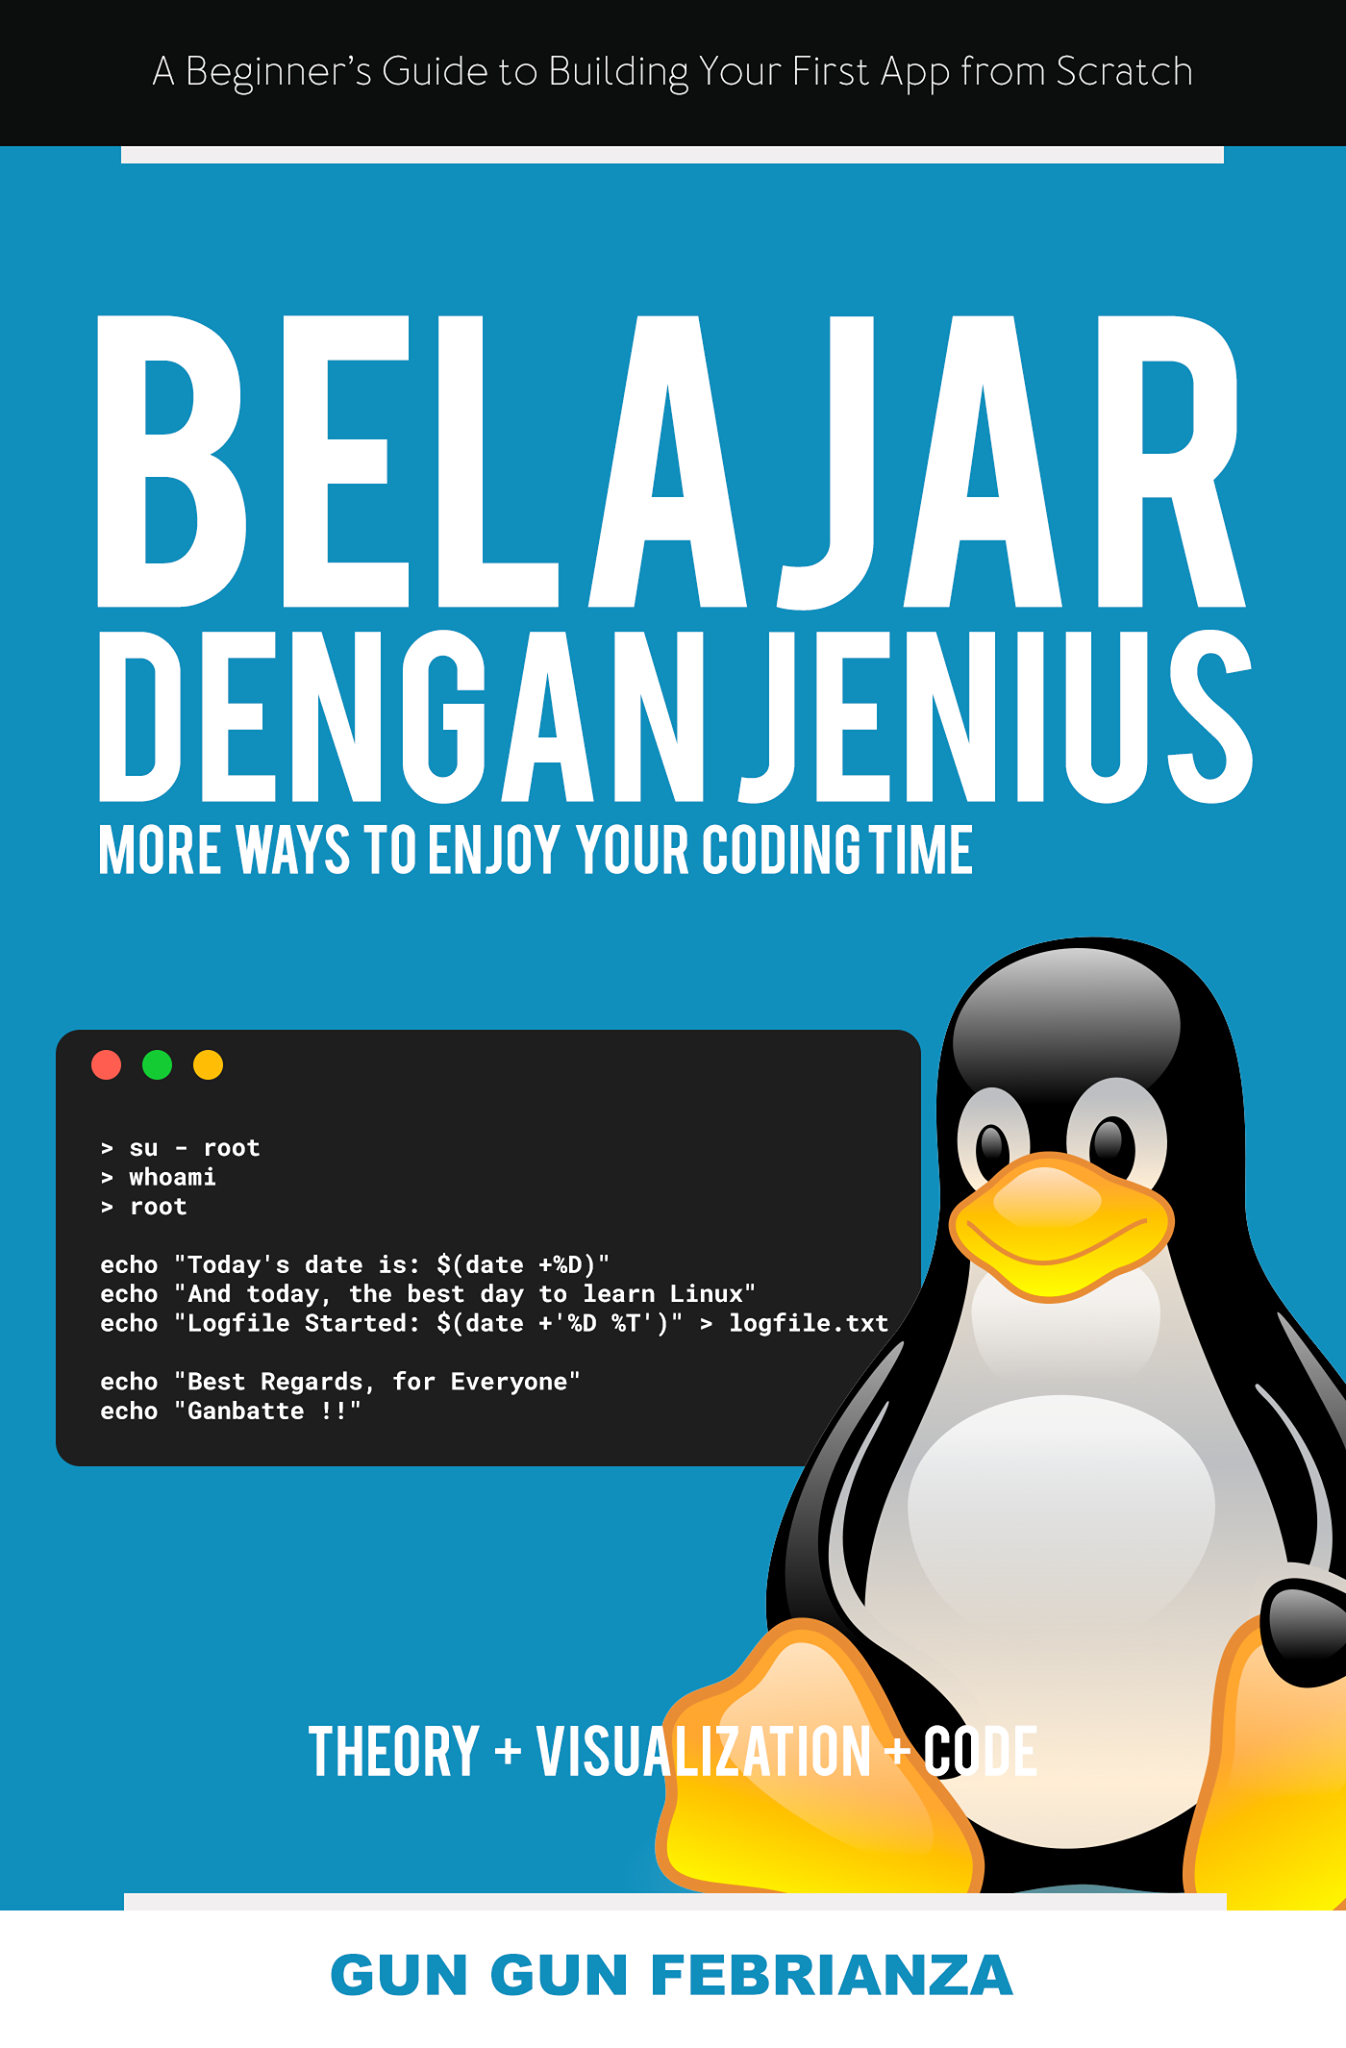 A Beginner's Guide to Building Your First App from Scratch
BELAJAR
DENGAN JENIUS
MORE WAYS TO ENJOY YOUR CODING TIME
> su - root
> whoami
> root
echo "Today's date is: $(date +%D)"
echo "And today, the best day to learn Linux"
echo "Logfile Started: $(date +'%D %T')" > logfile.txt
echo "Best Regards, for Everyone"
echo "Ganbatte !!"
THEORY + VISUALIZATION + CODE
GUN GUN FEBRIANZA